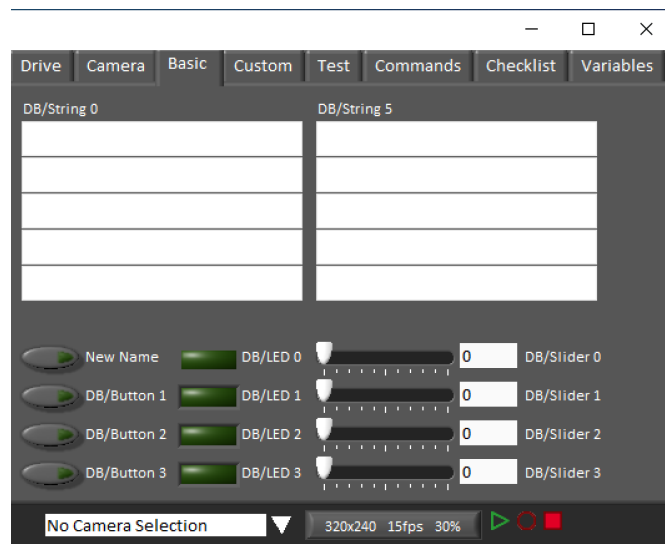 Drive Camera Basic Custom Test Commands Checklist Variables
DB/String 0 DB/String 5
New Name DB/LED 0 0 DB/Slider 0
DB/Button 1 DB/LED 1 0 DB/Slider 1
DB/Button 2 DB/LED 2 0 DB/Slider 2
DB/Button 3 DB/LED 3 0 DB/Slider 3
No Camera Selection 320x240 15fps 30%